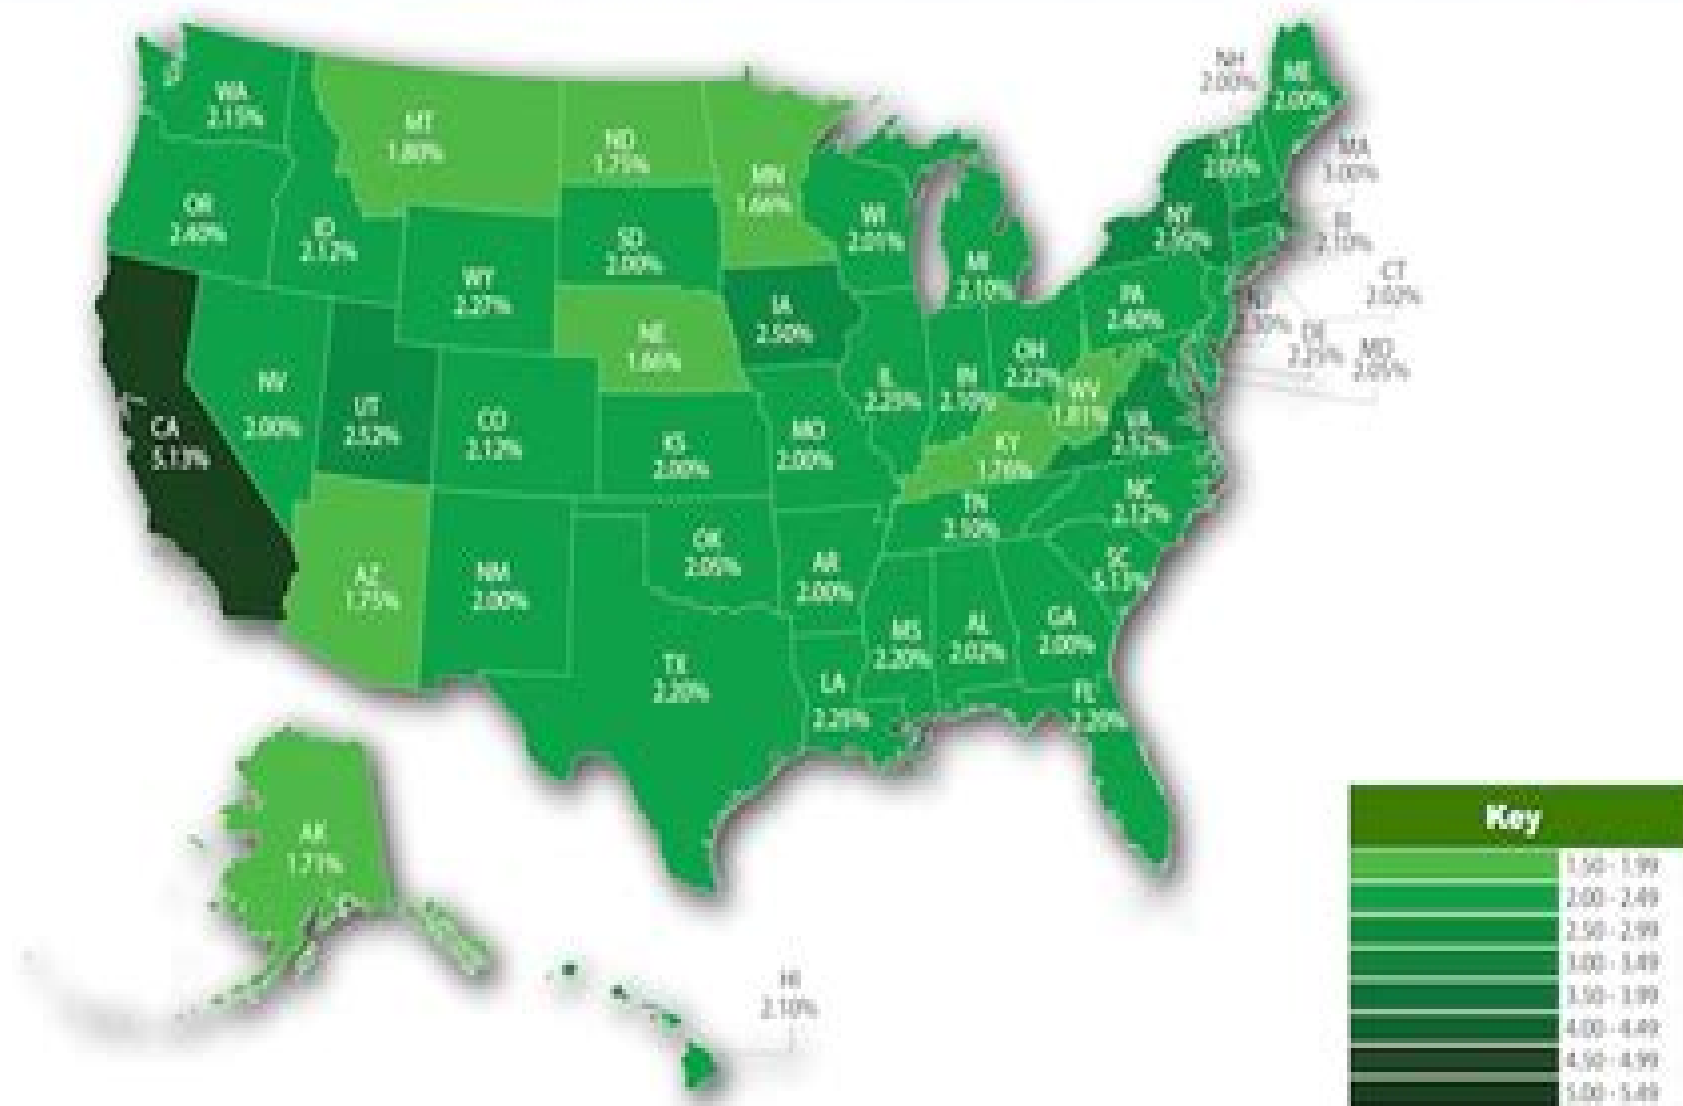 WA
2.15%
MT
1.80%
ND
1.75%
MN
1.66%
NH
2.00%
ME
2.00%
VT
2.05%
MA
3.00%
OR
2.40%
ID
2.12%
WY
2.27%
SD
2.00%
WI
2.01%
MI
2.10%
NY
2.50%
2.10%
CT
2.02%
IA
2.50%
NE
1.66%
PA
2.40%
DE
2.25%
MD
2.05%
NV
2.00%
UT
2.52%
CO
2.12%
KS
2.00%
MO
2.00%
IL
2.25%
IN
2.10%
OH
2.22%
WV
1.81%
KY
1.76%
VA
2.52%
CA
5.13%
AZ
1.75%
NM
2.00%
OK
2.05%
AR
2.00%
TN
2.10%
NC
2.12%
SC
5.13%
TX
2.20%
LA
2.25%
MS
2.20%
AL
2.02%
GA
2.00%
FL
2.20%
AK
1.71%
HI
2.10%
Key
1.50 - 1.99
2.00 - 2.49
2.50 - 2.99
3.00 - 3.49
3.50 - 3.99
4.00 - 4.49
4.50 - 4.99
5.00 - 5.49